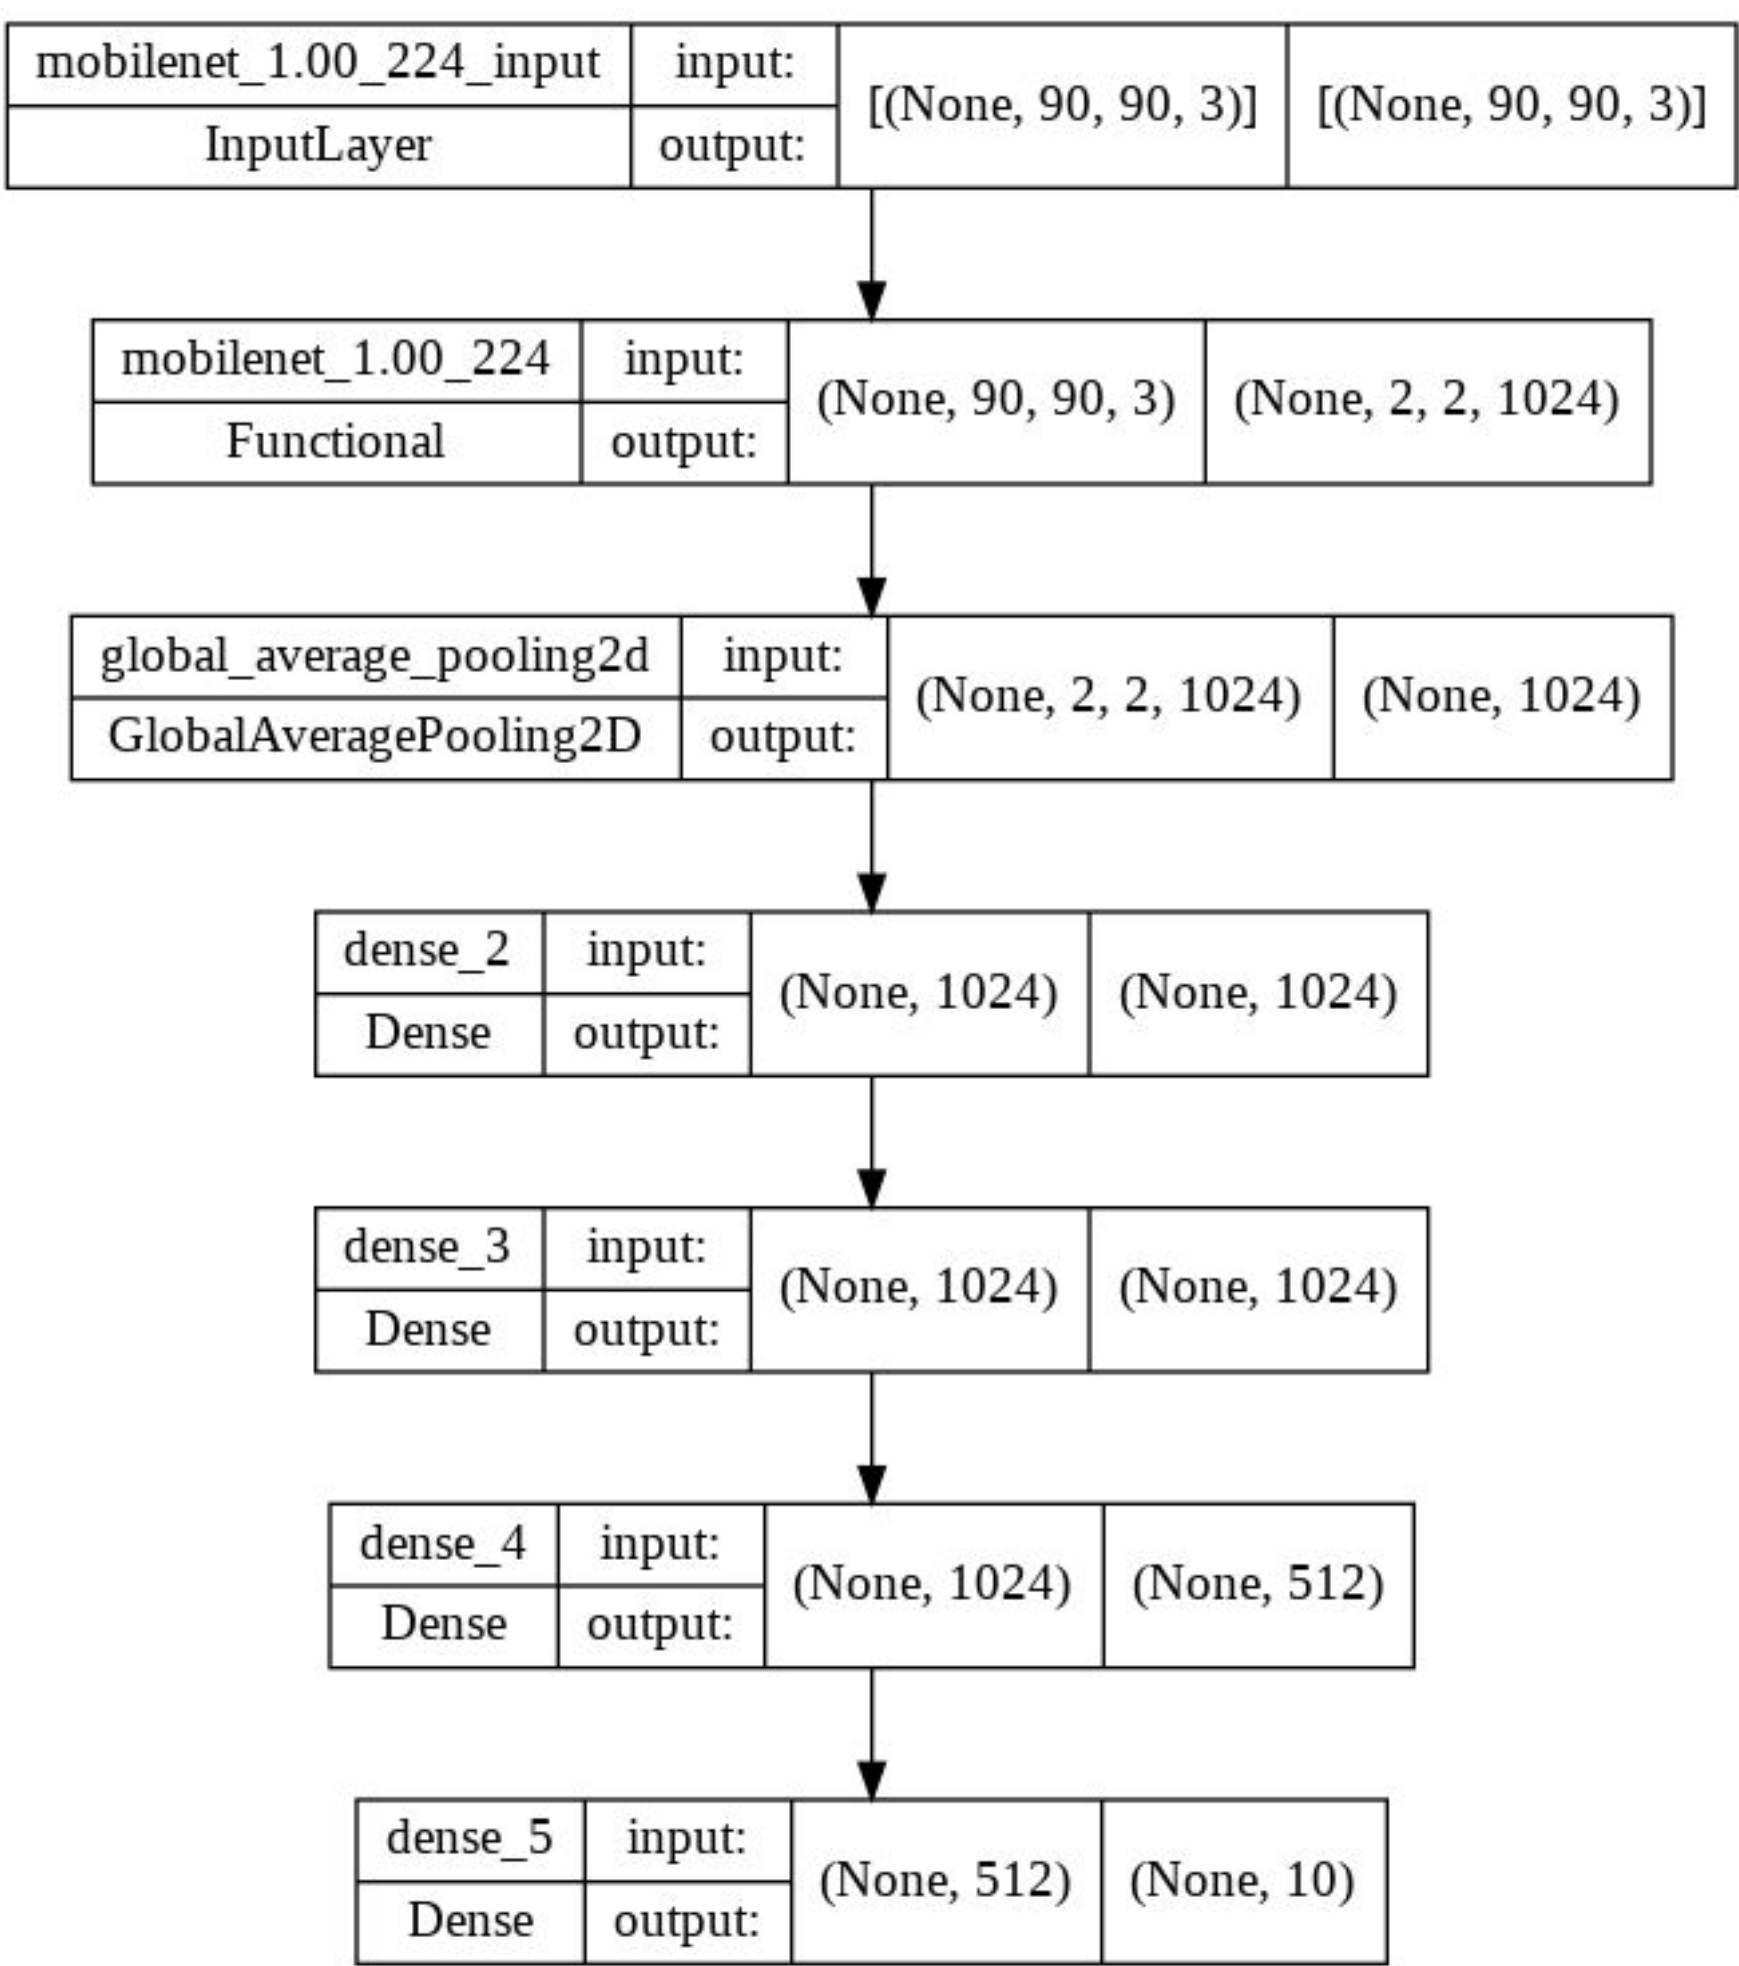 mobilenet_1.00_224_input
input:
[(None, 90, 90, 3)]
[(None, 90, 90, 3)]
InputLayer
output:
mobilenet_1.00_224
input:
(None, 90, 90, 3)
(None, 2, 2, 1024)
Functional
output:
global_average_pooling2d
input:
(None, 2, 2, 1024)
(None, 1024)
GlobalAveragePooling2D
output:
dense_2
input:
(None, 1024)
(None, 1024)
Dense
output:
dense_3
input:
(None, 1024)
(None, 1024)
Dense
output:
dense_4
input:
(None, 1024)
(None, 512)
Dense
output:
dense_5
input:
(None, 512)
(None, 10)
Dense
output: